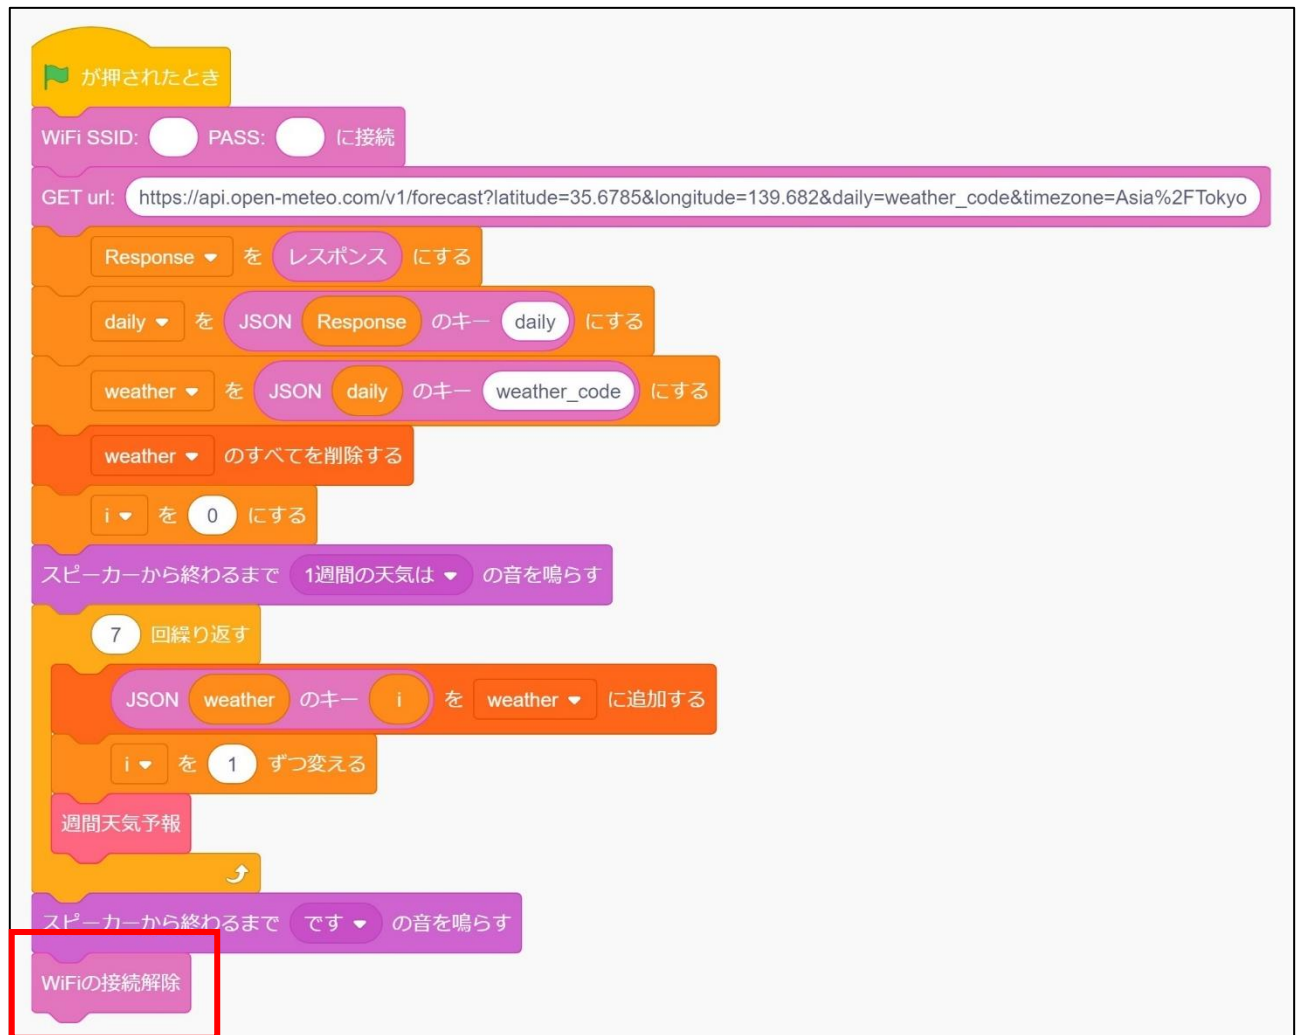 が押されたとき
WiFi SSID: PASS: に接続
GET url: https://api.open-meteo.com/v1/forecast?latitude=35.6785&longitude=139.682&daily=weather_code&timezone=Asia%2FTokyo
Response を レスポンス にする
daily を JSON Response のキー daily にする
weather を JSON daily のキー weather_code にする
weather のすべてを削除する
i を 0 にする
スピーカーから終わるまで 1週間の天気は の音を鳴らす
7 回繰り返す
JSON weather のキー i を weather に追加する
i を 1 ずつ変える
週間天気予報
スピーカーから終わるまで です の音を鳴らす
WiFiの接続解除